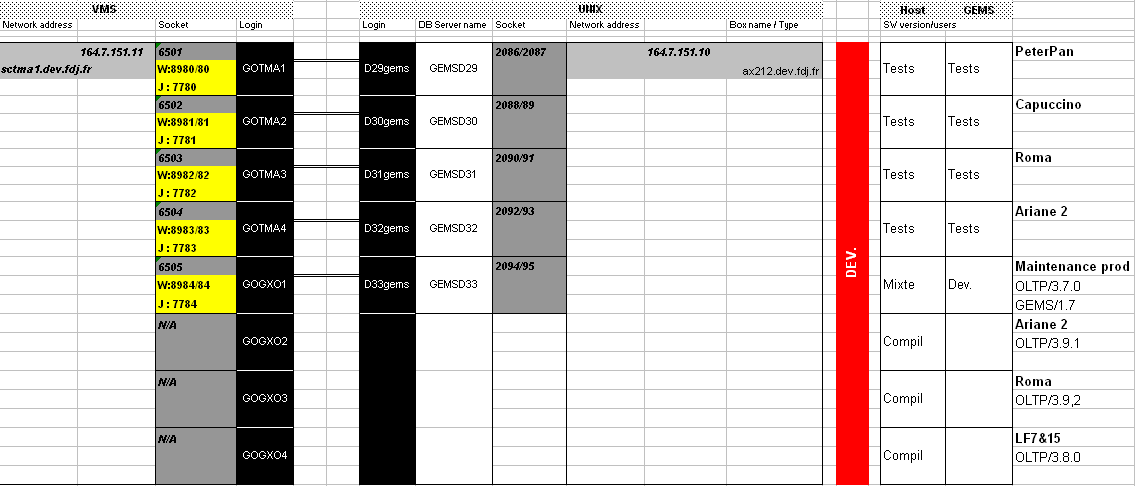 VMS UNIX Host GEMS
Network address Socket Login Login DB Server name Socket Network address Box name / Type SW version/users
164.7.151.11 6501 GOTMA1 D29gems GEMSD29 2086/2087 164.7.151.10 Tests Tests PeterPan
sctma1.dev.fdj.fr W:8980/80 ax212.dev.fdj.fr
J : 7780
6502 GOTMA2 D30gems GEMSD30 2088/89 Tests Tests Capuccino
W:8981/81
J : 7781
6503 GOTMA3 D31gems GEMSD31 2090/91 Tests Tests Roma
W:8982/82
J : 7782
6504 GOTMA4 D32gems GEMSD32 2092/93 Tests Tests Ariane 2
W:8983/83
J : 7783
DEV.
6505 GOGXO1 D33gems GEMSD33 2094/95 Mixte Dev. Maintenance prod
W:8984/84 OLTP/3.7.0
J : 7784 GEMS/1.7
N/A GOGXO2 Compil Ariane 2
OLTP/3.9.1
N/A GOGXO3 Compil Roma
OLTP/3.9,2
N/A GOGXO4 Compil LF7&15
OLTP/3.8.0